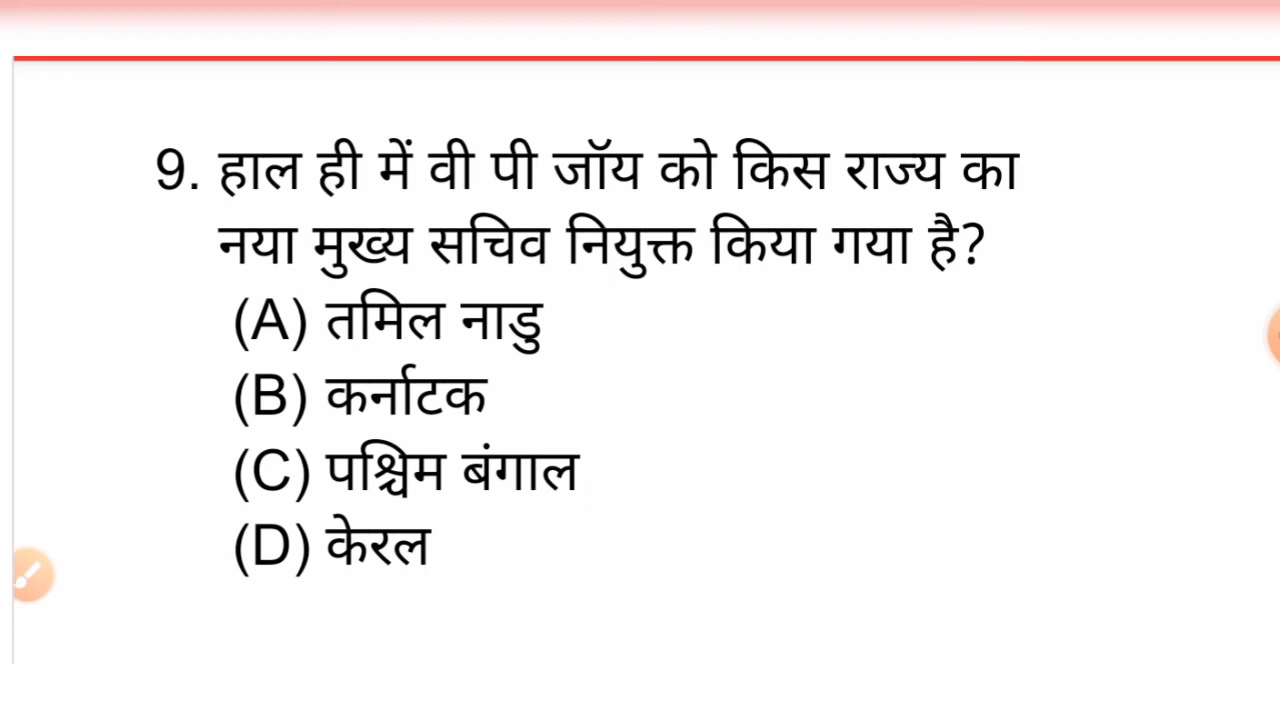 9. हाल ही में वी पी जॉय को किस राज्य का
नया मुख्य सचिव नियुक्त किया गया है?
(A) तमिल नाडु
(B) कर्नाटक
(C) पश्चिम बंगाल
(D) केरल